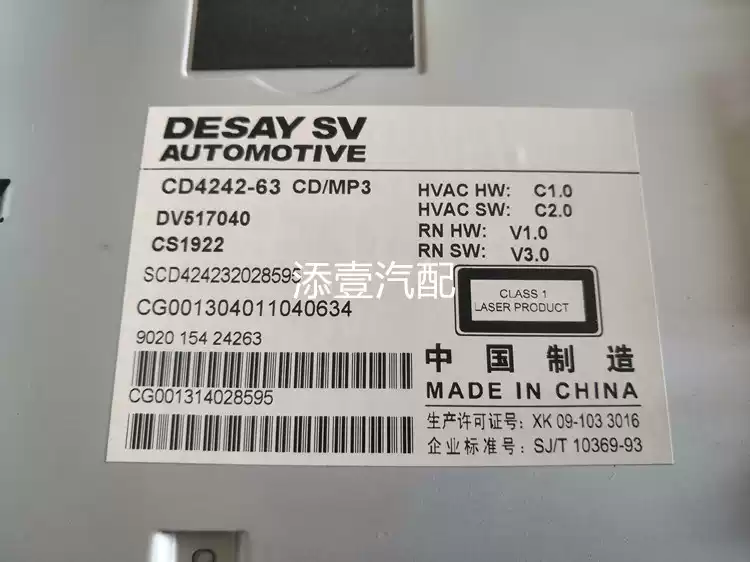 DESAY SV
AUTOMOTIVE
CD4242-63 CD/MP3
DV517040
CS1922
SCD424232028595
CG001304011040634
9020 154 24263
CG001314028595
HVAC HW: C1.0
HVAC SW: C2.0
RN HW: V1.0
RN SW: V3.0
CLASS 1
LASER PRODUCT
中国制造
MADE IN CHINA
生产许可证号: XK 09-103 3016
企业标准号: SJ/T 10369-93
添壹汽配